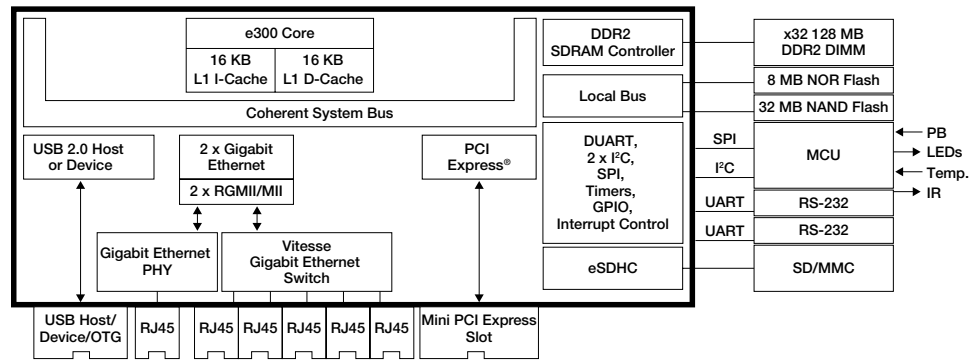 e300 Core
16 KB
L1 I-Cache
16 KB
L1 D-Cache
Coherent System Bus
DDR2
SDRAM Controller
x32 128 MB
DDR2 DIMM
Local Bus
8 MB NOR Flash
32 MB NAND Flash
USB 2.0 Host
or Device
2 x Gigabit
Ethernet
2 x RGMII/MII
PCI
Express®
DUART,
2 x I²C,
SPI,
Timers,
GPIO,
Interrupt Control
SPI
I²C
UART
UART
MCU
PB
LEDs
Temp.
IR
RS-232
RS-232
Gigabit Ethernet
PHY
Vitesse
Gigabit Ethernet
Switch
eSDHC
SD/MMC
USB Host/
Device/OTG
RJ45
RJ45
RJ45
RJ45
RJ45
RJ45
Mini PCI Express
Slot